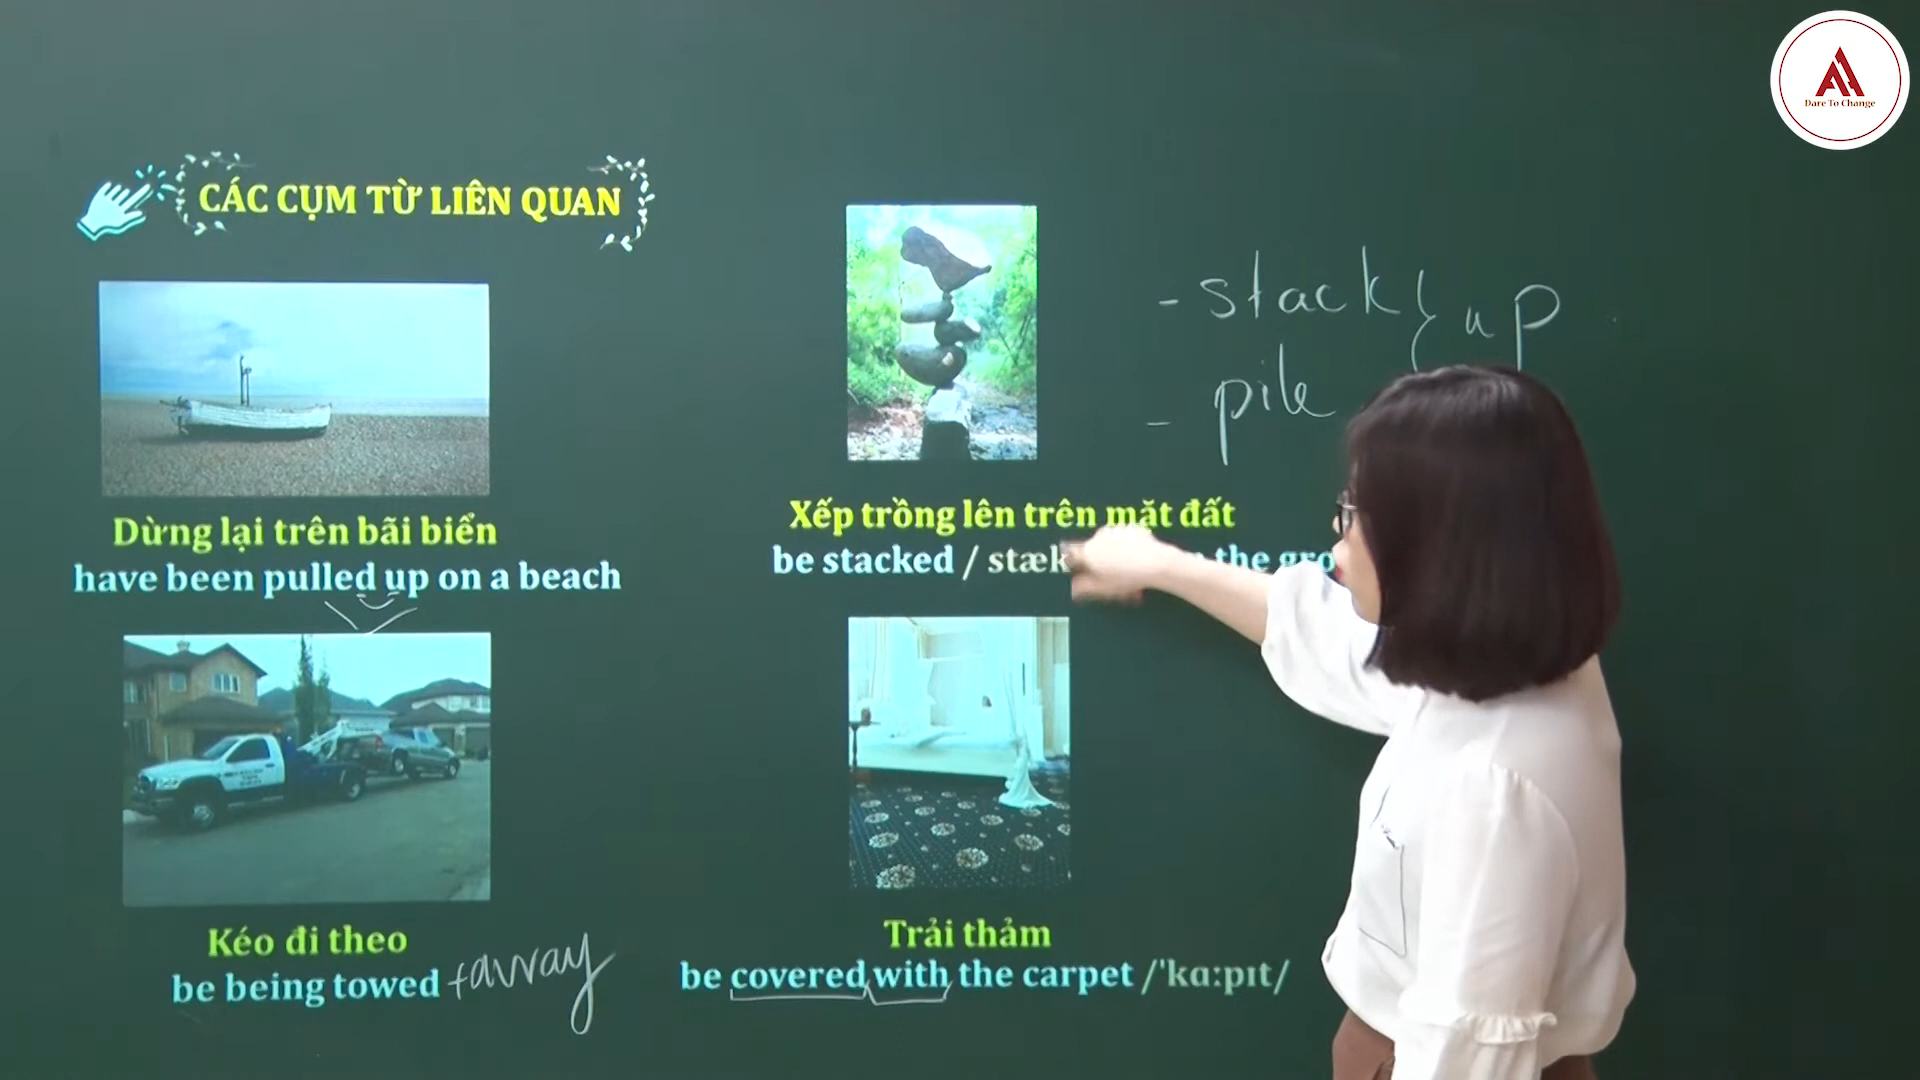 Dare To Change
CÁC CỤM TỪ LIÊN QUAN
Dừng lại trên bãi biển
have been pulled up on a beach
Kéo đi theo
be being towed + away
- stack
up
- pile
Xếp trồng lên trên mặt đất
be stacked / stæk the
Trải thảm
be covered with the carpet /ˈkɑːpɪt/